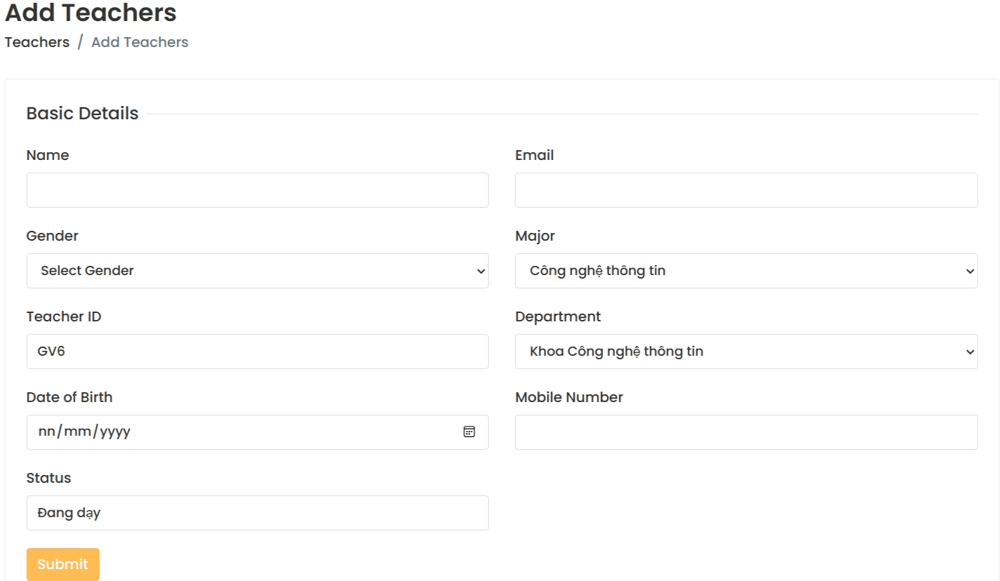 Add Teachers
Teachers / Add Teachers
Basic Details
Name
Email
Gender
Major
Select Gender
Công nghệ thông tin
Teacher ID
Department
GV6
Khoa Công nghệ thông tin
Date of Birth
Mobile Number
nn/mm/yyyy
Status
Đang dạy
Submit